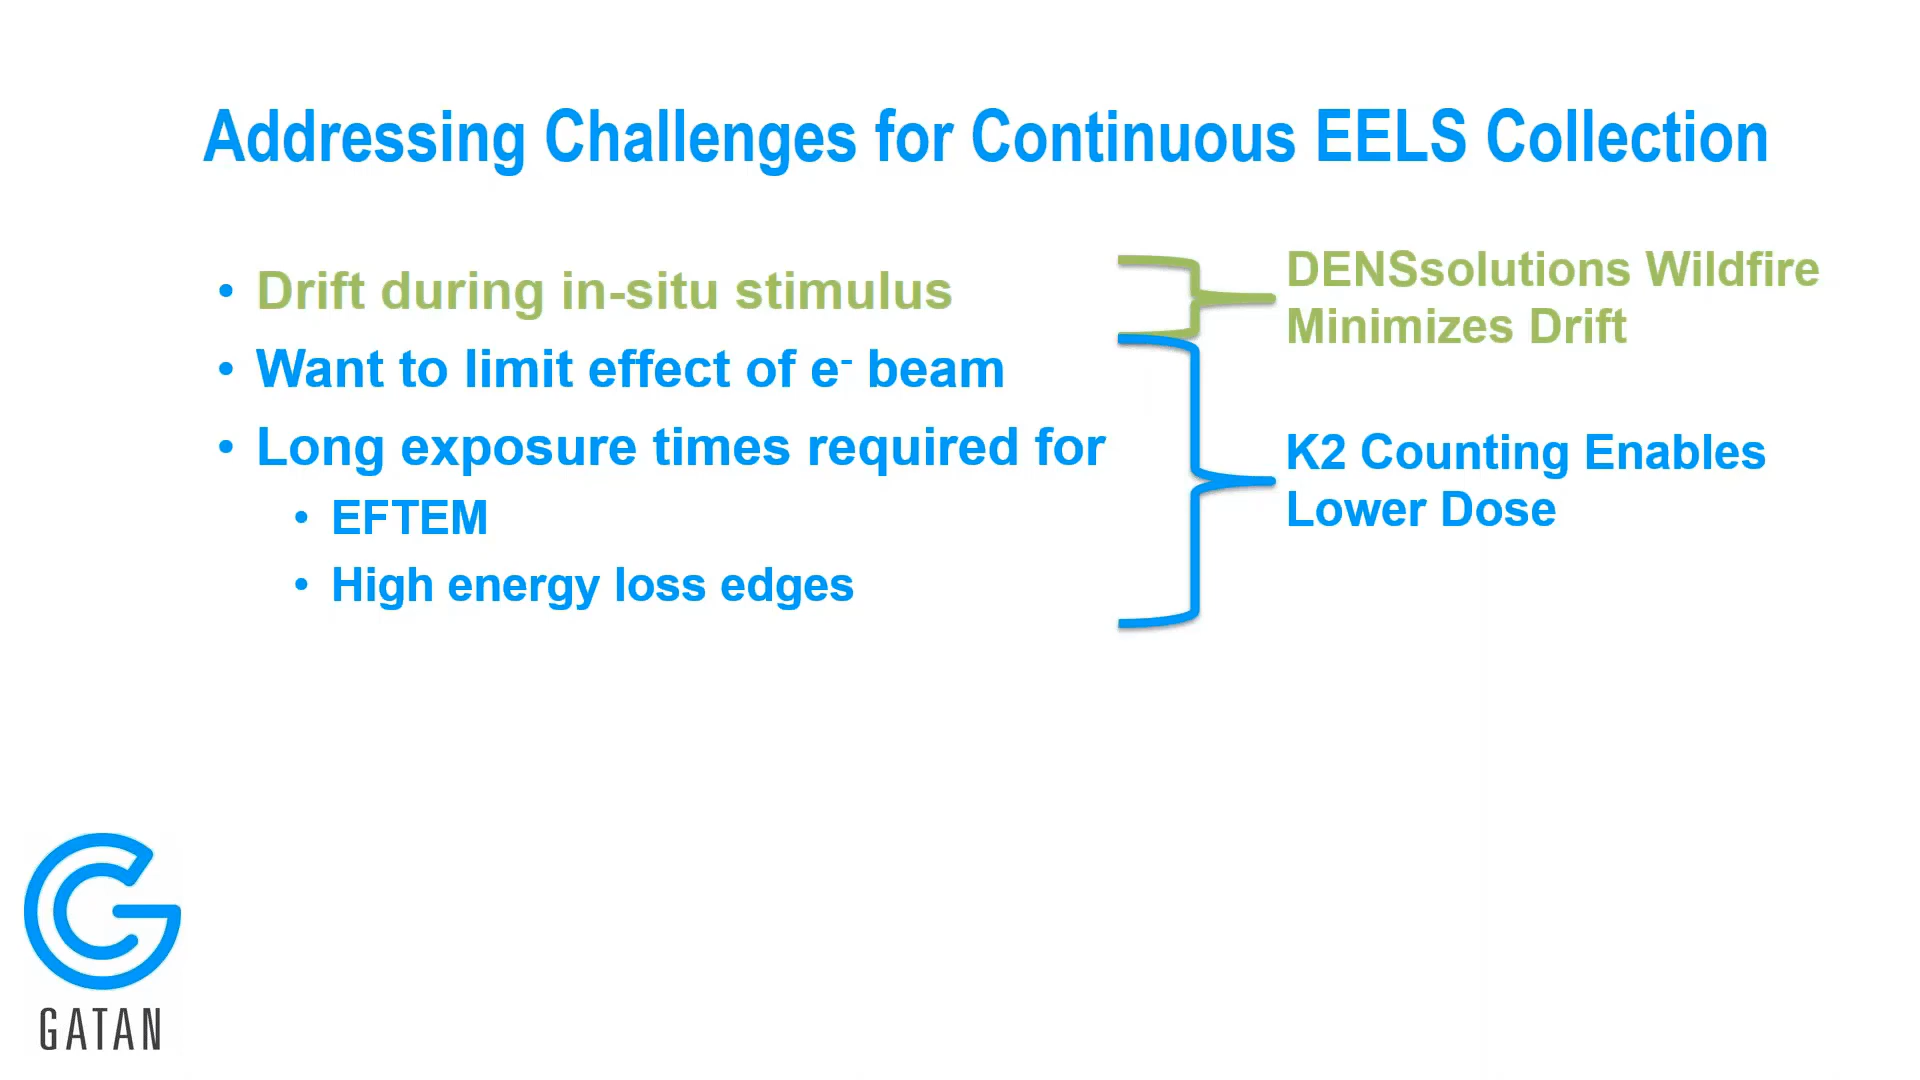 Addressing Challenges for Continuous EELS Collection
• Drift during in-situ stimulus
• Want to limit effect of e⁻ beam
• Long exposure times required for
• EFTEM
• High energy loss edges
DENSsolutions Wildfire
Minimizes Drift
K2 Counting Enables
Lower Dose
GATAN